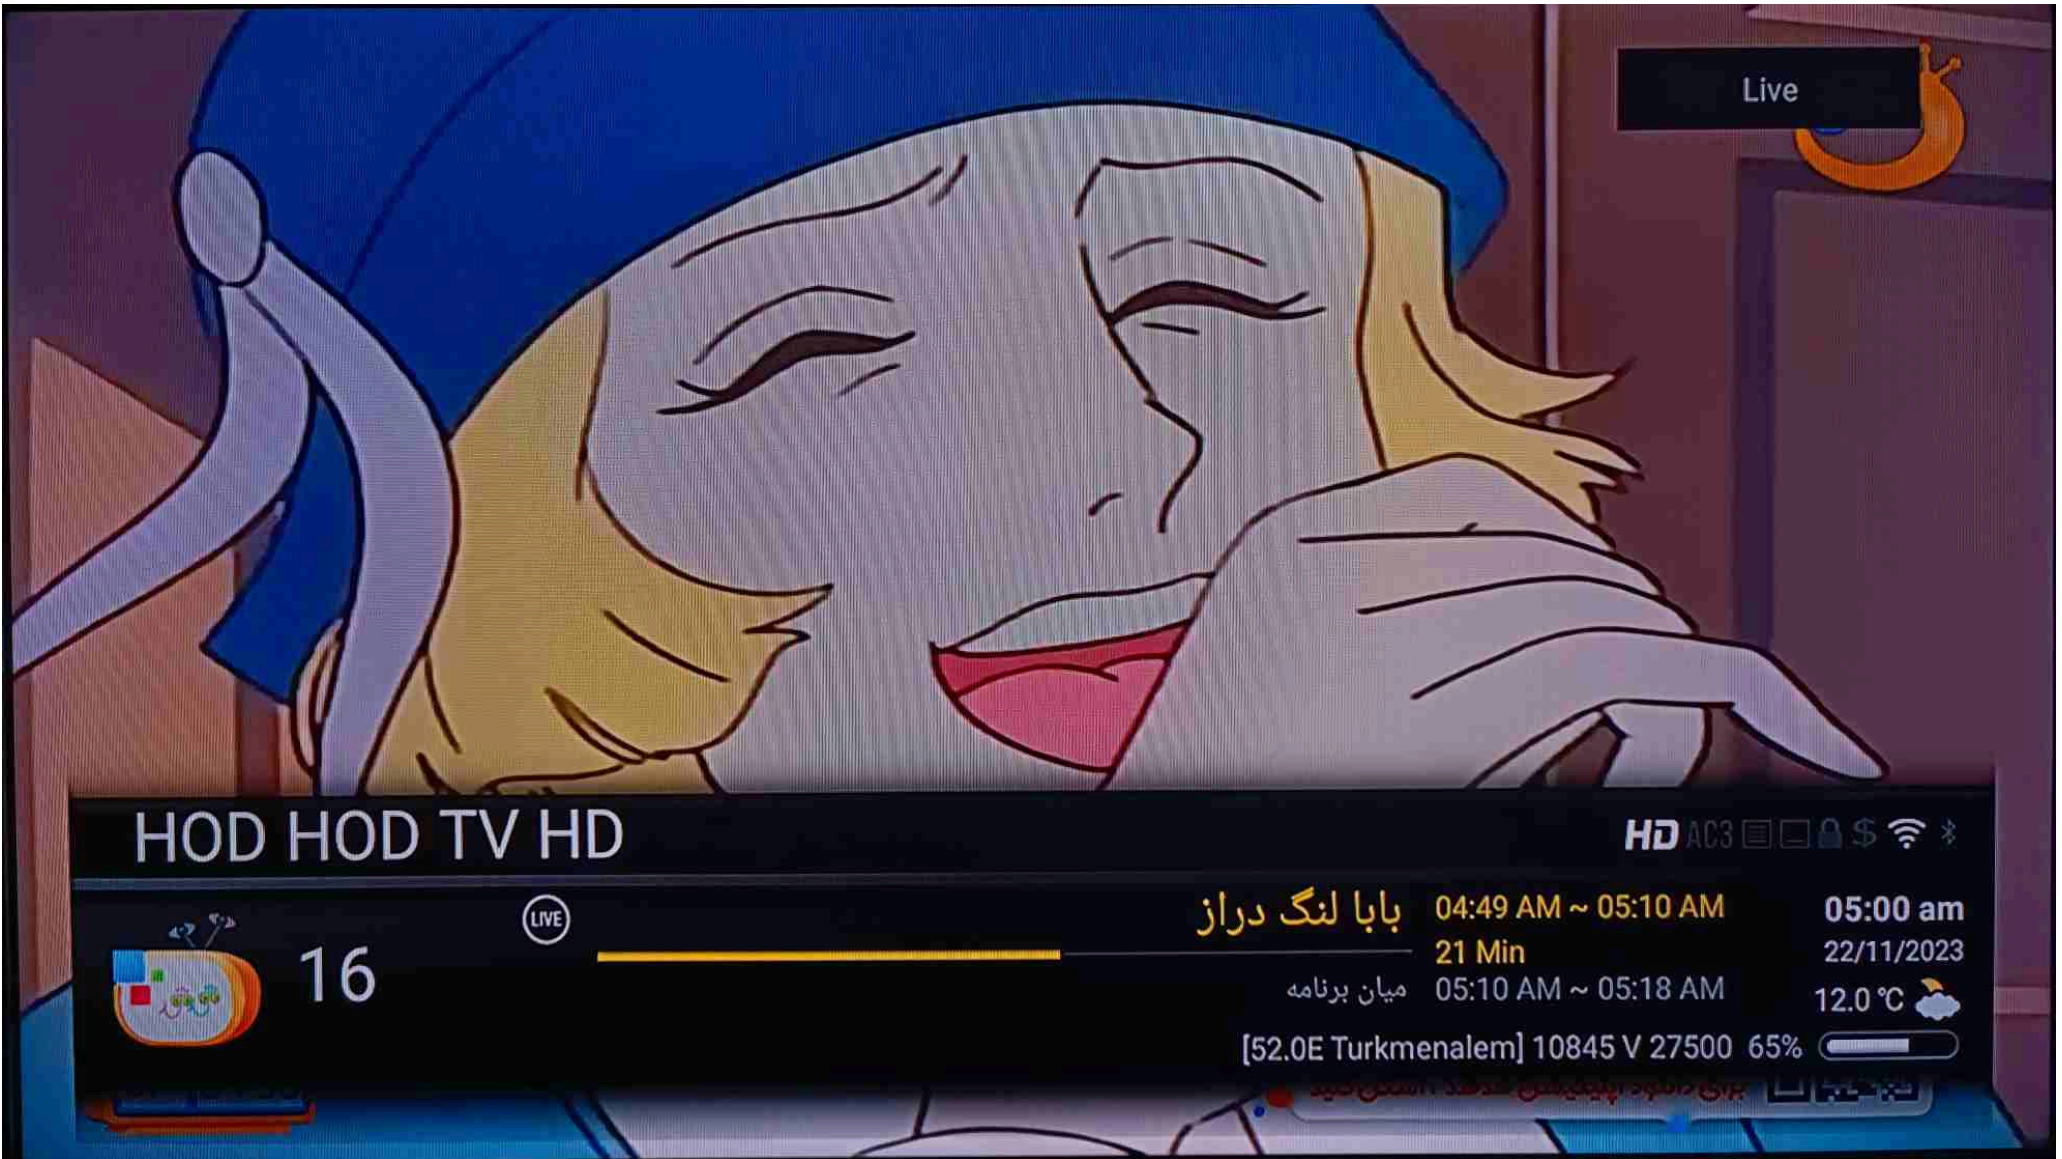 Live
HOD HOD TV HD
HD AC3 $
LIVE
بابا لنگ دراز 04:49 AM ~ 05:10 AM
05:00 am
16
21 Min
22/11/2023
میان برنامه 05:10 AM ~ 05:18 AM
12.0 °C
[52.0E Turkmenalem] 10845 V 27500 65%